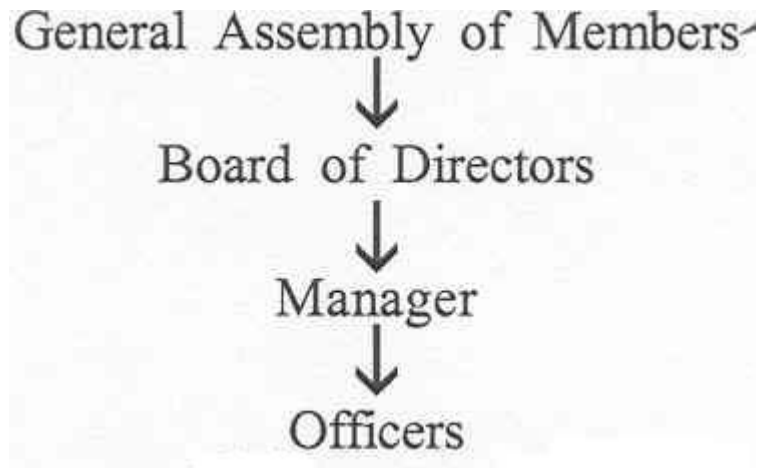 General Assembly of Members
Board of Directors
Manager
Officers